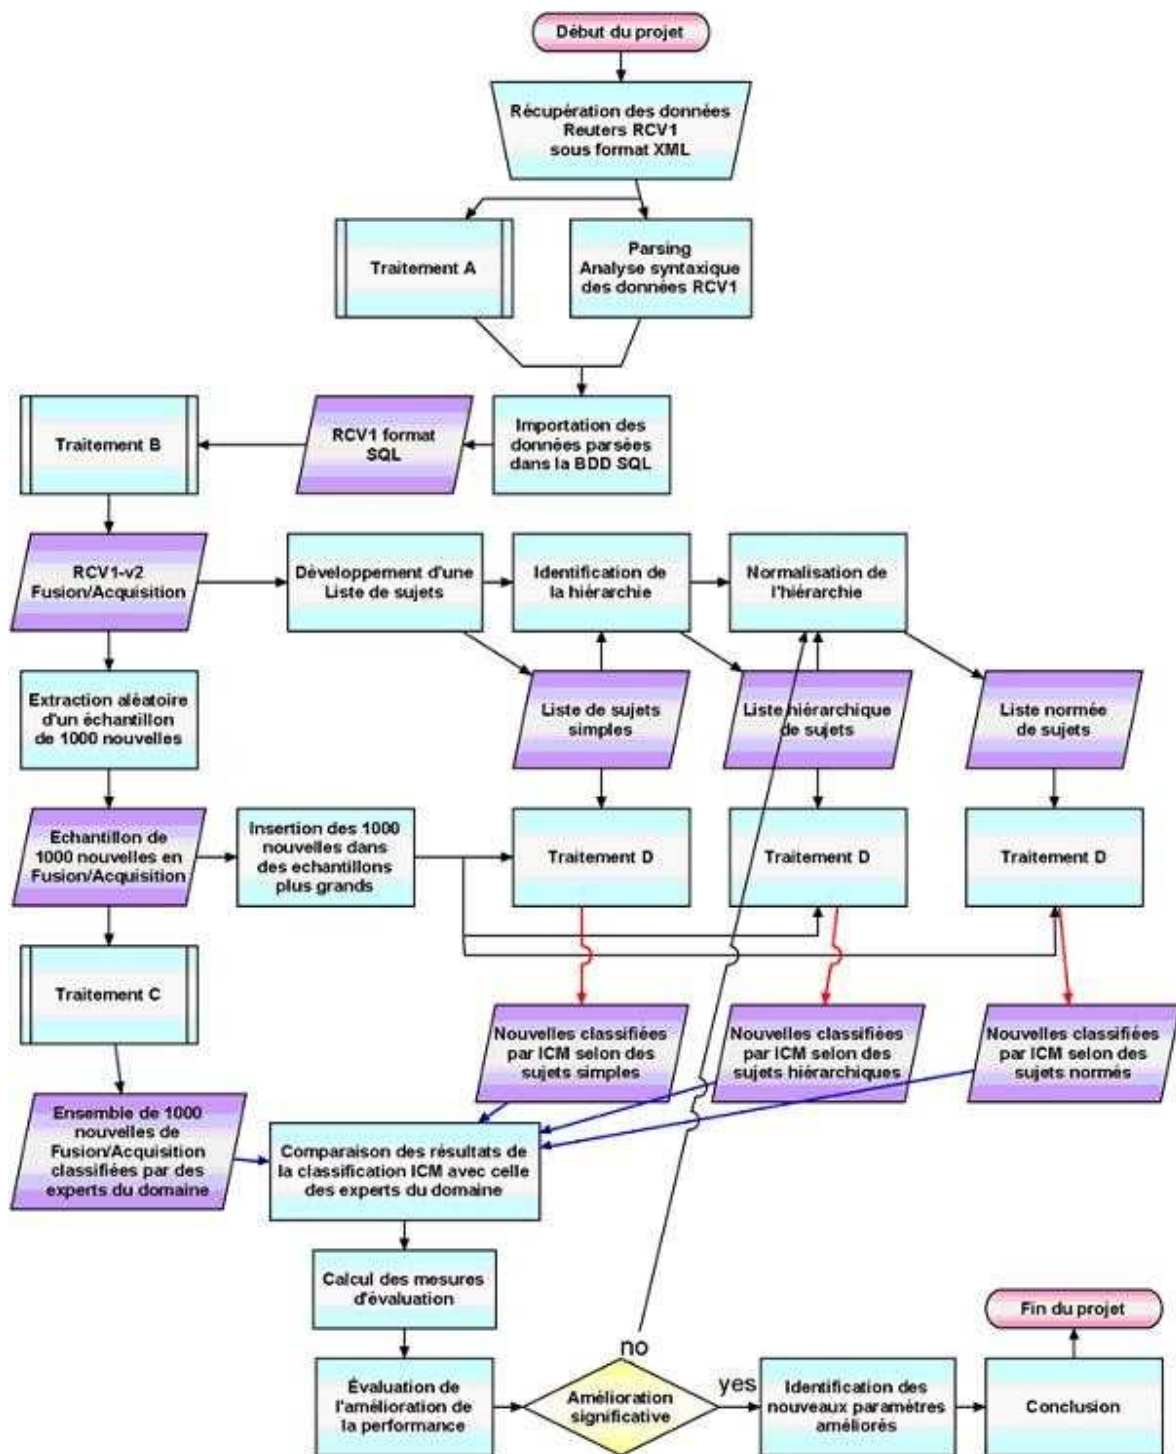 Début du projet
Récupération des données
Reuters RCV1
sous format XML
Traitement A
Parsing
Analyse syntaxique
des données RCV1
Traitement B
RCV1 format
SQL
Importation des
données parsées
dans la BDD SQL
RCV1-v2
Fusion/Acquisition
Développement d'une
Liste de sujets
Identification de
la hiérarchie
Normalisation de
l'hiérarchie
Extraction aléatoire
d'un échantillon
de 1000 nouvelles
Liste de sujets
simples
Liste hiérarchique
de sujets
Liste normée
de sujets
Echantillon de
1000 nouvelles en
Fusion/Acquisition
Insertion des 1000
nouvelles dans
des echantillons
plus grands
Traitement D
Traitement D
Traitement D
Traitement C
Nouvelles classifiées
par ICM selon des
sujets simples
Nouvelles classifiées
par ICM selon des
sujets hiérarchiques
Nouvelles classifiées
par ICM selon des
sujets normés
Ensemble de 1000
nouvelles de
Fusion/Acquisition
classifiées par des
experts du domaine
Comparaison des résultats de
la classification ICM avec celle
des experts du domaine
Calcul des mesures
d'évaluation
Fin du projet
no
Évaluation de
l'amélioration de
la performance
Amélioration
significative
yes
Identification des
nouveaux paramètres
améliorés
Conclusion